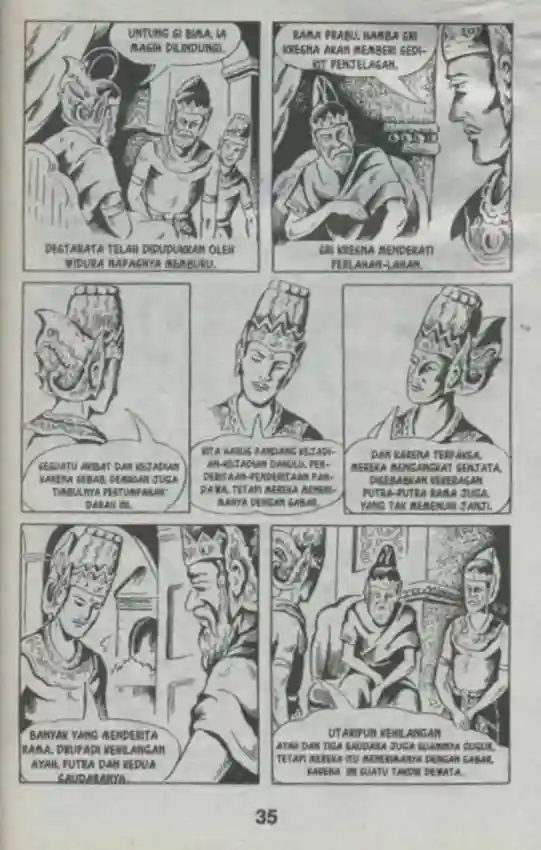 UNTUNG SI BIMA, IA
MASIH DILINDUNGI.
DESTARATA TELAH DIDUDUKKAN OLEH
WIDURA NAPASNYA MEMBURU.
RAMA PRABU, HAMBA SRI
KRESNA AKAN MEMBERI SEDI-
KIT PENJELASAN.
SRI KRESNA MENDEKATI
PERLAHAN-LAHAN.
SESUATU AKIBAT DAN KEJADIAN
KARENA SEBAB, DEMIKIAN JUGA
TIMBULNYA PERTUMPAHAN
DARAH INI.
KITA HARUS PANDANG KEJADI-
AN-KEJADIAN DAHULU, PEN-
DERITAAN-PENDERITAAN PAN-
DAWA, TETAPI MEREKA MENERI-
MANYA DENGAN SABAR.
DAN KARENA TERPAKSA,
MEREKA MENGANGKAT SENJATA,
DISEBABKAN KEKERASAN
PUTRA-PUTRA RAMA JUGA,
YANG TAK MEMENUHI JANJI.
BANYAK YANG MENDERITA
RAMA, DRUPADI KEHILANGAN
AYAH, PUTRA DAN KEDUA
SAUDARANYA.
UTARIPUN KEHILANGAN
AYAH DAN TIGA SAUDARA JUGA SUAMINYA GUGUR,
TETAPI MEREKA ITU MENERIMANYA DENGAN SABAR,
KARENA INI SUATU TAKDIR DEWATA.
35